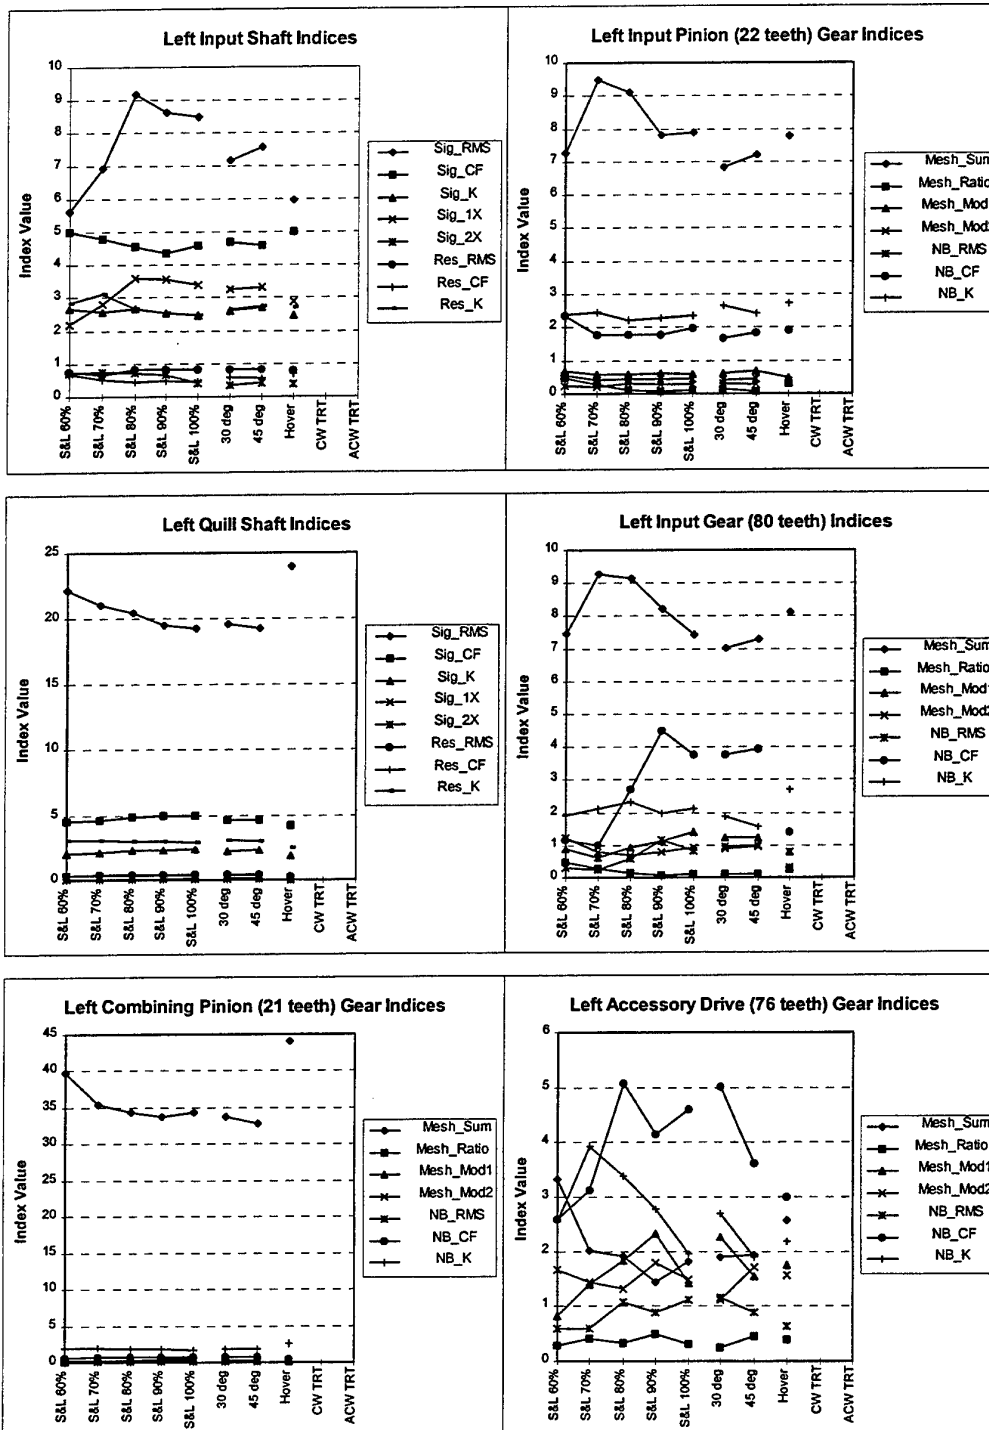 Left Input Shaft Indices
10
9
8
7
6
5
4
3
2
1
0
Index Value
S&L 60%
S&L 70%
S&L 80%
S&L 90%
S&L 100%
30 deg
45 deg
Hover
CW TRT
ACW TRT
Sig_RMS
Sig_CF
Sig_K
Sig_1X
Sig_2X
Res_RMS
Res_CF
Res_K
Left Input Pinion (22 teeth) Gear Indices
10
9
8
7
6
5
4
3
2
1
0
Index Value
S&L 60%
S&L 70%
S&L 80%
S&L 90%
S&L 100%
30 deg
45 deg
Hover
CW TRT
ACW TRT
Mesh_Sum
Mesh_Ratio
Mesh_Mod1
Mesh_Mod2
NB_RMS
NB_CF
NB_K
Left Quill Shaft Indices
25
20
15
10
5
0
Index Value
S&L 60%
S&L 70%
S&L 80%
S&L 90%
S&L 100%
30 deg
45 deg
Hover
CW TRT
ACW TRT
Sig_RMS
Sig_CF
Sig_K
Sig_1X
Sig_2X
Res_RMS
Res_CF
Res_K
Left Input Gear (80 teeth) Indices
10
9
8
7
6
5
4
3
2
1
0
Index Value
S&L 60%
S&L 70%
S&L 80%
S&L 90%
S&L 100%
30 deg
45 deg
Hover
CW TRT
ACW TRT
Mesh_Sum
Mesh_Ratio
Mesh_Mod1
Mesh_Mod2
NB_RMS
NB_CF
NB_K
Left Combining Pinion (21 teeth) Gear Indices
45
40
35
30
25
20
15
10
5
0
Index Value
S&L 60%
S&L 70%
S&L 80%
S&L 90%
S&L 100%
30 deg
45 deg
Hover
CW TRT
ACW TRT
Mesh_Sum
Mesh_Ratio
Mesh_Mod1
Mesh_Mod2
NB_RMS
NB_CF
NB_K
Left Accessory Drive (76 teeth) Gear Indices
6
5
4
3
2
1
0
Index Value
S&L 60%
S&L 70%
S&L 80%
S&L 90%
S&L 100%
30 deg
45 deg
Hover
CW TRT
ACW TRT
Mesh_Sum
Mesh_Ratio
Mesh_Mod1
Mesh_Mod2
NB_RMS
NB_CF
NB_K